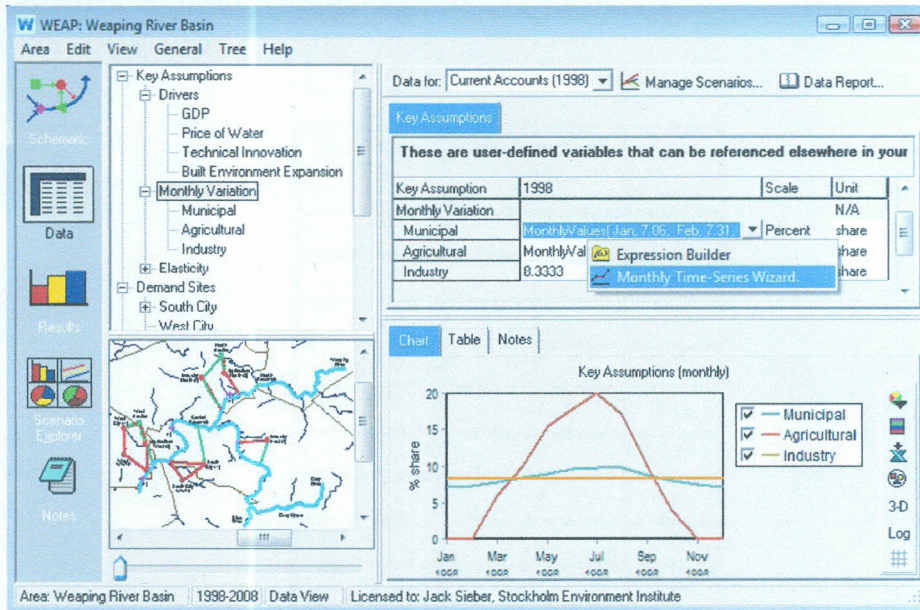 WEAP: Weaping River Basin
Area Edit View General Tree Help
Schematic
Data
Results
Scenario Explorer
Notes
Key Assumptions
Drivers
GDP
Price of Water
Technical Innovation
Built Environment Expansion
Monthly Variation
Municipal
Agricultural
Industry
Elasticity
Demand Sites
South City
West City
Data for: Current Accounts (1998) Manage Scenarios... Data Report...
Key Assumptions
These are user-defined variables that can be referenced elsewhere in your
Key Assumption 1998 Scale Unit
Monthly Variation N/A
Municipal MonthlyValues( Jan, 7.06, Feb, 7.31, Percent share
Agricultural MonthlyVal share
Industry 8.3333 share
Expression Builder
Monthly Time-Series Wizard.
Chart Table Notes
Key Assumptions (monthly)
% share
20
15
10
5
0
Jan Mar May Jul Sep Nov
1998 1998 1998 1998 1998 1998
Municipal
Agricultural
Industry
3-D
Log
Area: Weaping River Basin 1998-2008 Data View Licensed to: Jack Sieber, Stockholm Environment Institute